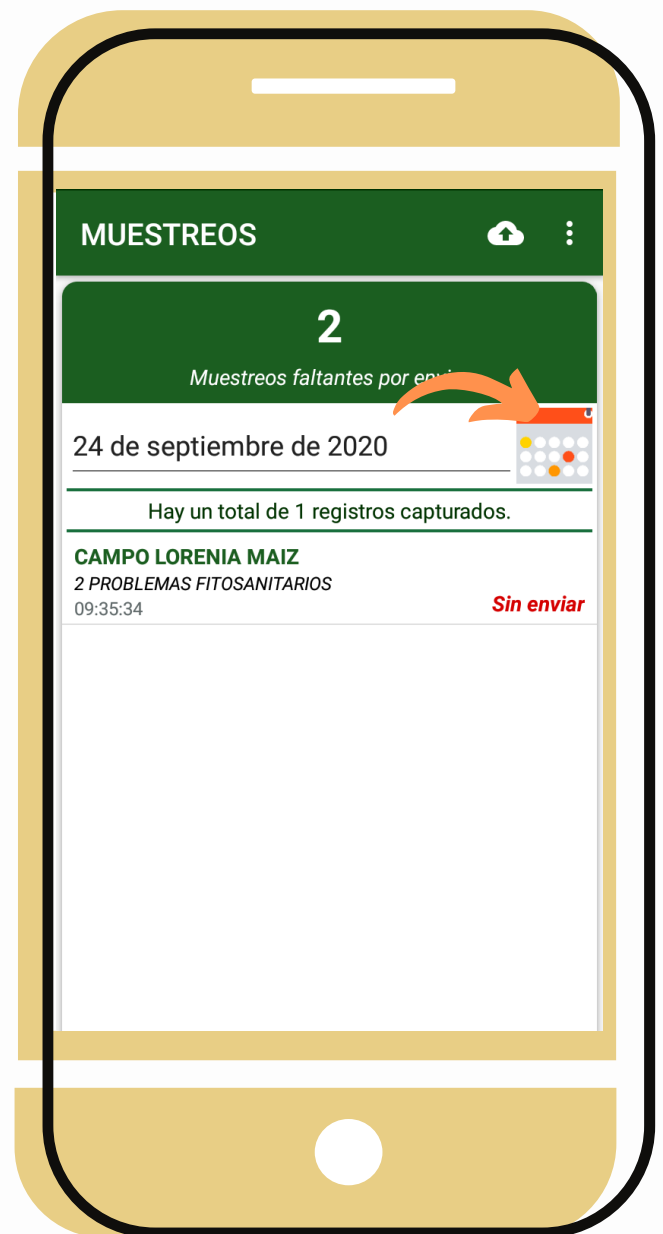 MUESTREOS
2
Muestreos faltantes por
24 de septiembre de 2020
Hay un total de 1 registros capturados.
CAMPO LORENIA MAIZ
2 PROBLEMAS FITOSANITARIOS
09:35:34
Sin enviar